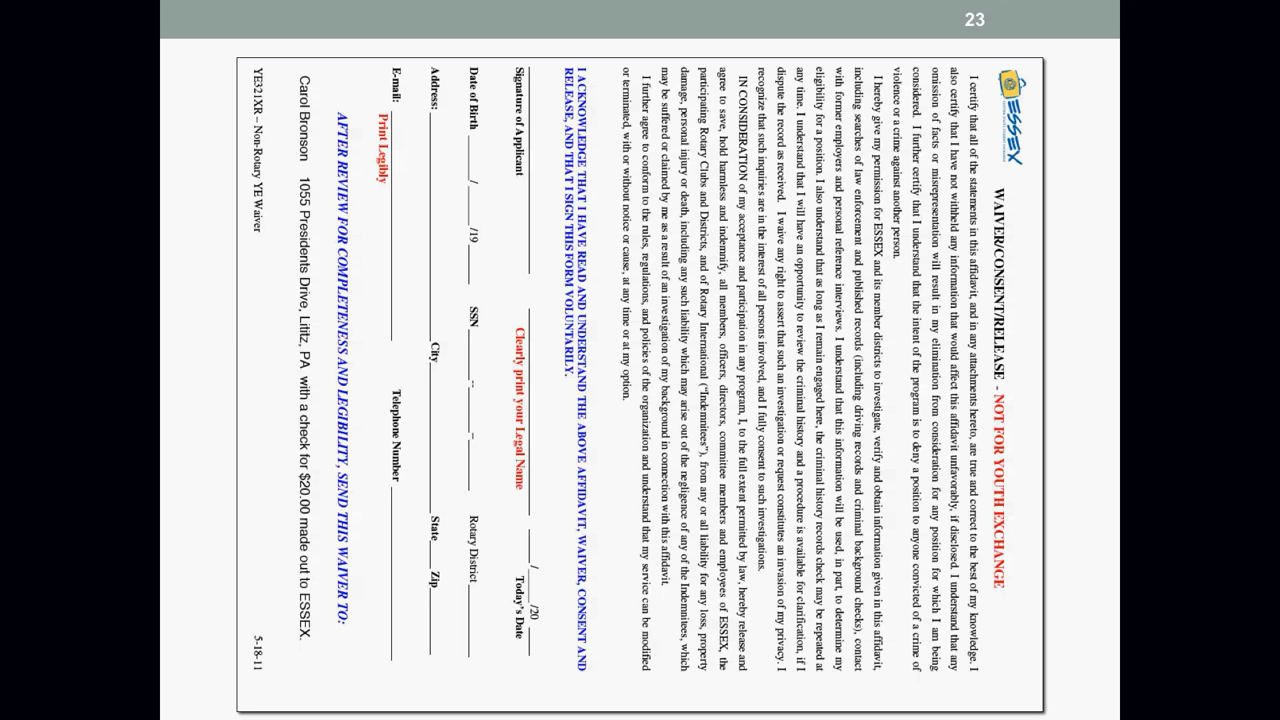 23
ESSEX
WAIVER/CONSENT/RELEASE - NOT FOR YOUTH EXCHANGE
I certify that all of the statements in this affidavit, and in any attachments hereto, are true and correct to the best of my knowledge. I
also certify that I have not withheld any information that would affect this affidavit unfavorably, if disclosed. I understand that any
omission of facts or misrepresentation will result in my elimination from consideration for any position for which I am being
considered. I further certify that I understand that the intent of the program is to deny a position to anyone convicted of a crime of
violence or a crime against another person.
I hereby give my permission for ESSEX and its member districts to investigate, verify and obtain information given in this affidavit,
including searches of law enforcement and published records (including driving records and criminal background checks), contact
with former employers and personal reference interviews. I understand that this information will be used, in part, to determine my
eligibility for a position. I also understand that as long as I remain engaged here, the criminal history records check may be repeated at
any time. I understand that I will have an opportunity to review the criminal history and a procedure is available for clarification, if I
dispute the record as received. I waive any right to assert that such an investigation or request constitutes an invasion of my privacy. I
recognize that such inquiries are in the interest of all persons involved, and I fully consent to such investigations.
IN CONSIDERATION of my acceptance and participation in any program, I, to the full extent permitted by law, hereby release and
agree to save, hold harmless and indemnify, all members, officers, directors, committee members and employees of ESSEX, the
participating Rotary Clubs and Districts, and of Rotary International ("Indemnitees"), from any or all liability for any loss, property
damage, personal injury or death, including any such liability which may arise out of the negligence of any of the Indemnitees, which
may be suffered or claimed by me as a result of an investigation of my background in connection with this affidavit.
I further agree to conform to the rules, regulations, and policies of the organization and understand that my service can be modified
or terminated, with or without notice or cause, at any time or at my option.
I ACKNOWLEDGE THAT I HAVE READ AND UNDERSTAND THE ABOVE AFFIDAVIT, WAIVER, CONSENT AND
RELEASE, AND THAT I SIGN THIS FORM VOLUNTARILY.
/ /20
Signature of Applicant Clearly print your Legal Name Today's Date
Date of Birth / /19 SSN -- – Rotary District
Address: City State Zip
E-mail: Telephone Number
Print Legibly
AFTER REVIEW FOR COMPLETENESS AND LEGIBILITY, SEND THIS WAIVER TO:
Carol Bronson 1055 Presidents Drive, Lititz, PA with a check for $20.00 made out to ESSEX.
YE321XR – Non-Rotary YE Waiver 5-18-11